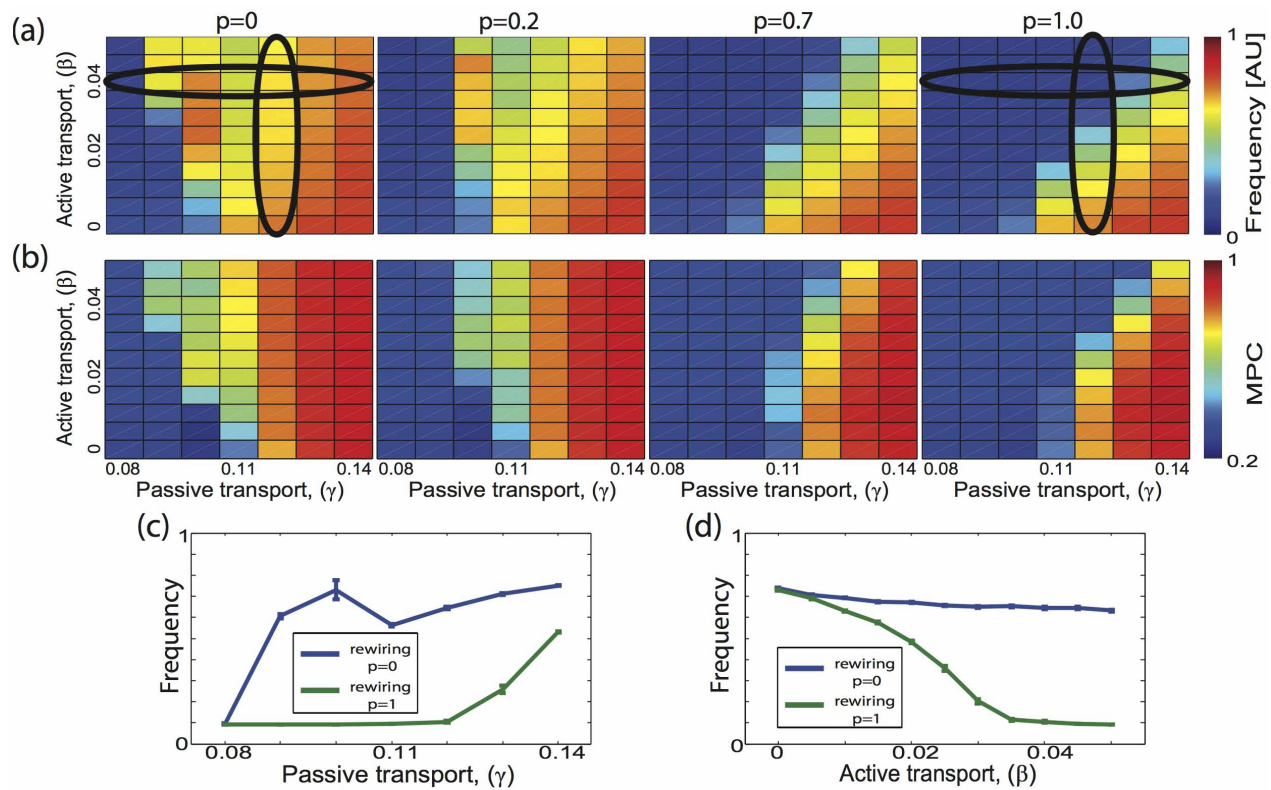 (a) p=0 p=0.2 p=0.7 p=1.0
Active transport, (β)
0 0.02 0.04
1
Frequency [AU]
0
(b)
Active transport, (β)
0 0.02 0.04
1
MPC
0.2
0.08 0.11 0.14 0.08 0.11 0.14 0.08 0.11 0.14 0.08 0.11 0.14
Passive transport, (γ) Passive transport, (γ) Passive transport, (γ) Passive transport, (γ)
(c)
1
Frequency
0
rewiring
p=0
rewiring
p=1
0.08 0.11 0.14
Passive transport, (γ)
(d)
1
Frequency
0
rewiring
p=0
rewiring
p=1
0 0.02 0.04
Active transport, (β)